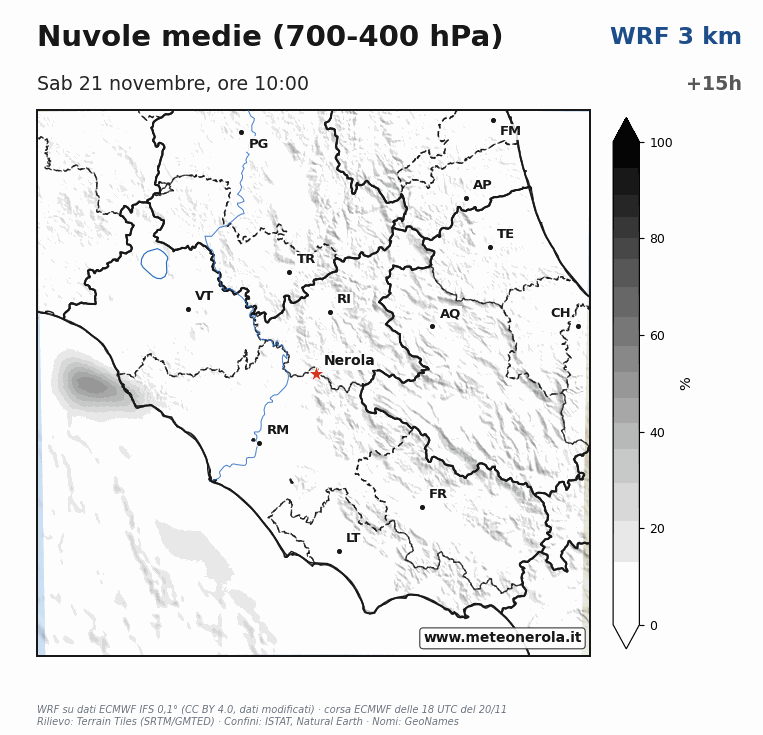 Nuvole medie (700-400 hPa)
WRF 3 km
Sab 21 novembre, ore 10:00
+15h
FM
PG
AP
TE
TR
VT
RI
AQ
CH
Nerola
RM
FR
LT
www.meteonerola.it
100
80
60
40
20
0
%
WRF su dati ECMWF IFS 0,1° (CC BY 4.0, dati modificati) · corsa ECMWF delle 18 UTC del 20/11
Rilievo: Terrain Tiles (SRTM/GMTED) · Confini: ISTAT, Natural Earth · Nomi: GeoNames